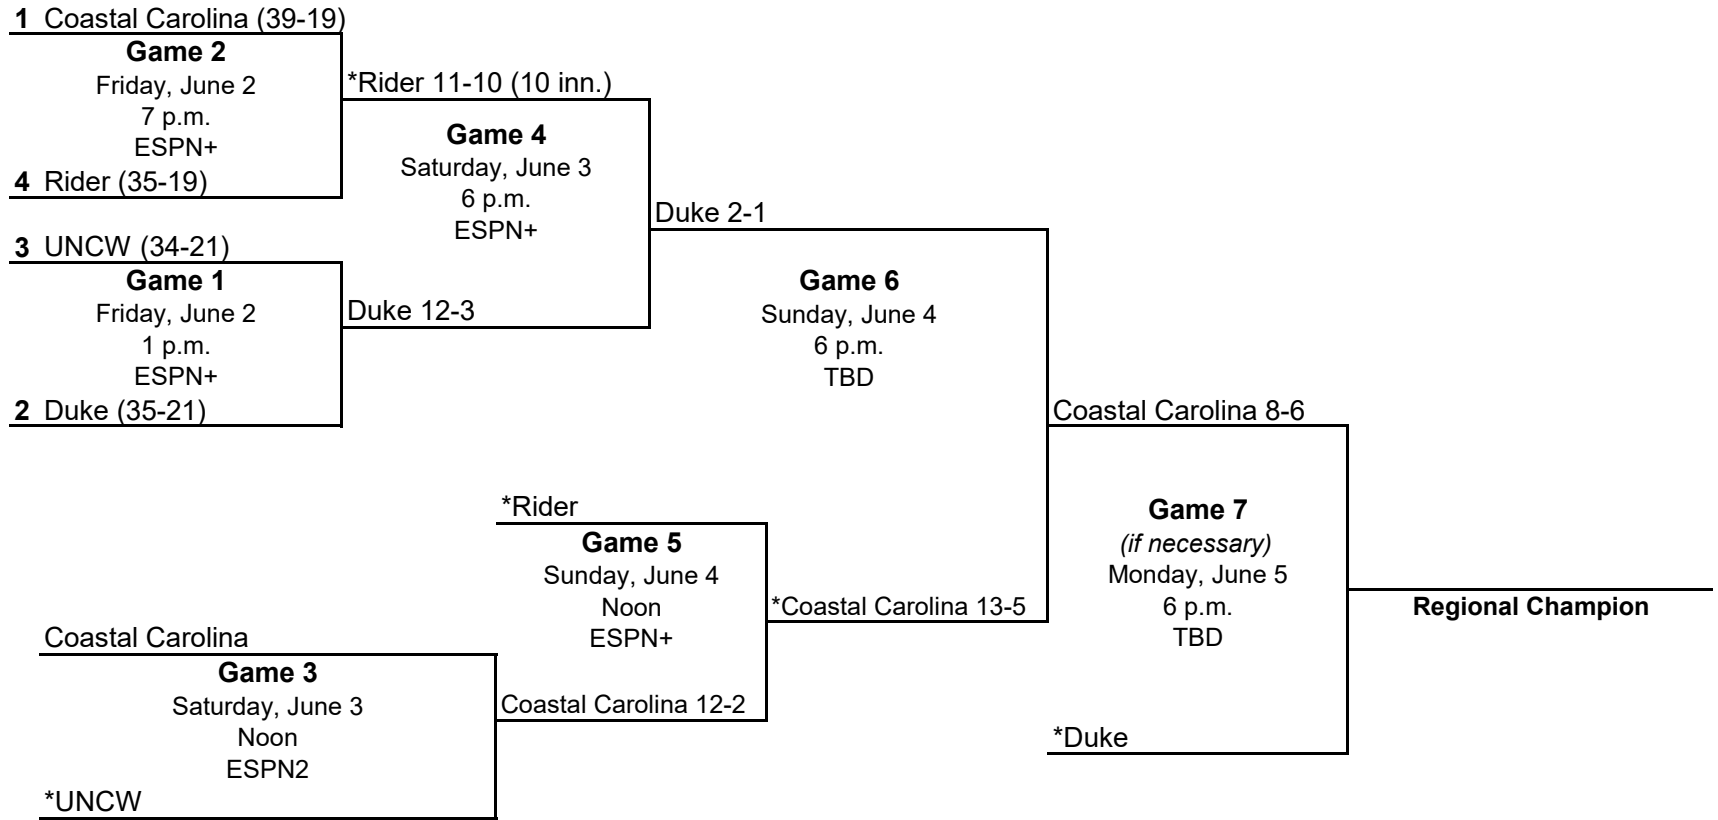 1 Coastal Carolina (39-19)
Game 2
Friday, June 2
7 p.m.
ESPN+
4 Rider (35-19)
*Rider 11-10 (10 inn.)
Game 4
Saturday, June 3
6 p.m.
ESPN+
3 UNCW (34-21)
Game 1
Friday, June 2
1 p.m.
ESPN+
2 Duke (35-21)
Duke 12-3
Duke 2-1
Game 6
Sunday, June 4
6 p.m.
TBD
Coastal Carolina 8-6
*Rider
Game 5
Sunday, June 4
Noon
ESPN+
*Coastal Carolina 13-5
Coastal Carolina
Game 3
Saturday, June 3
Noon
ESPN2
*UNCW
Coastal Carolina 12-2
Game 7
(if necessary)
Monday, June 5
6 p.m.
TBD
*Duke
Regional Champion